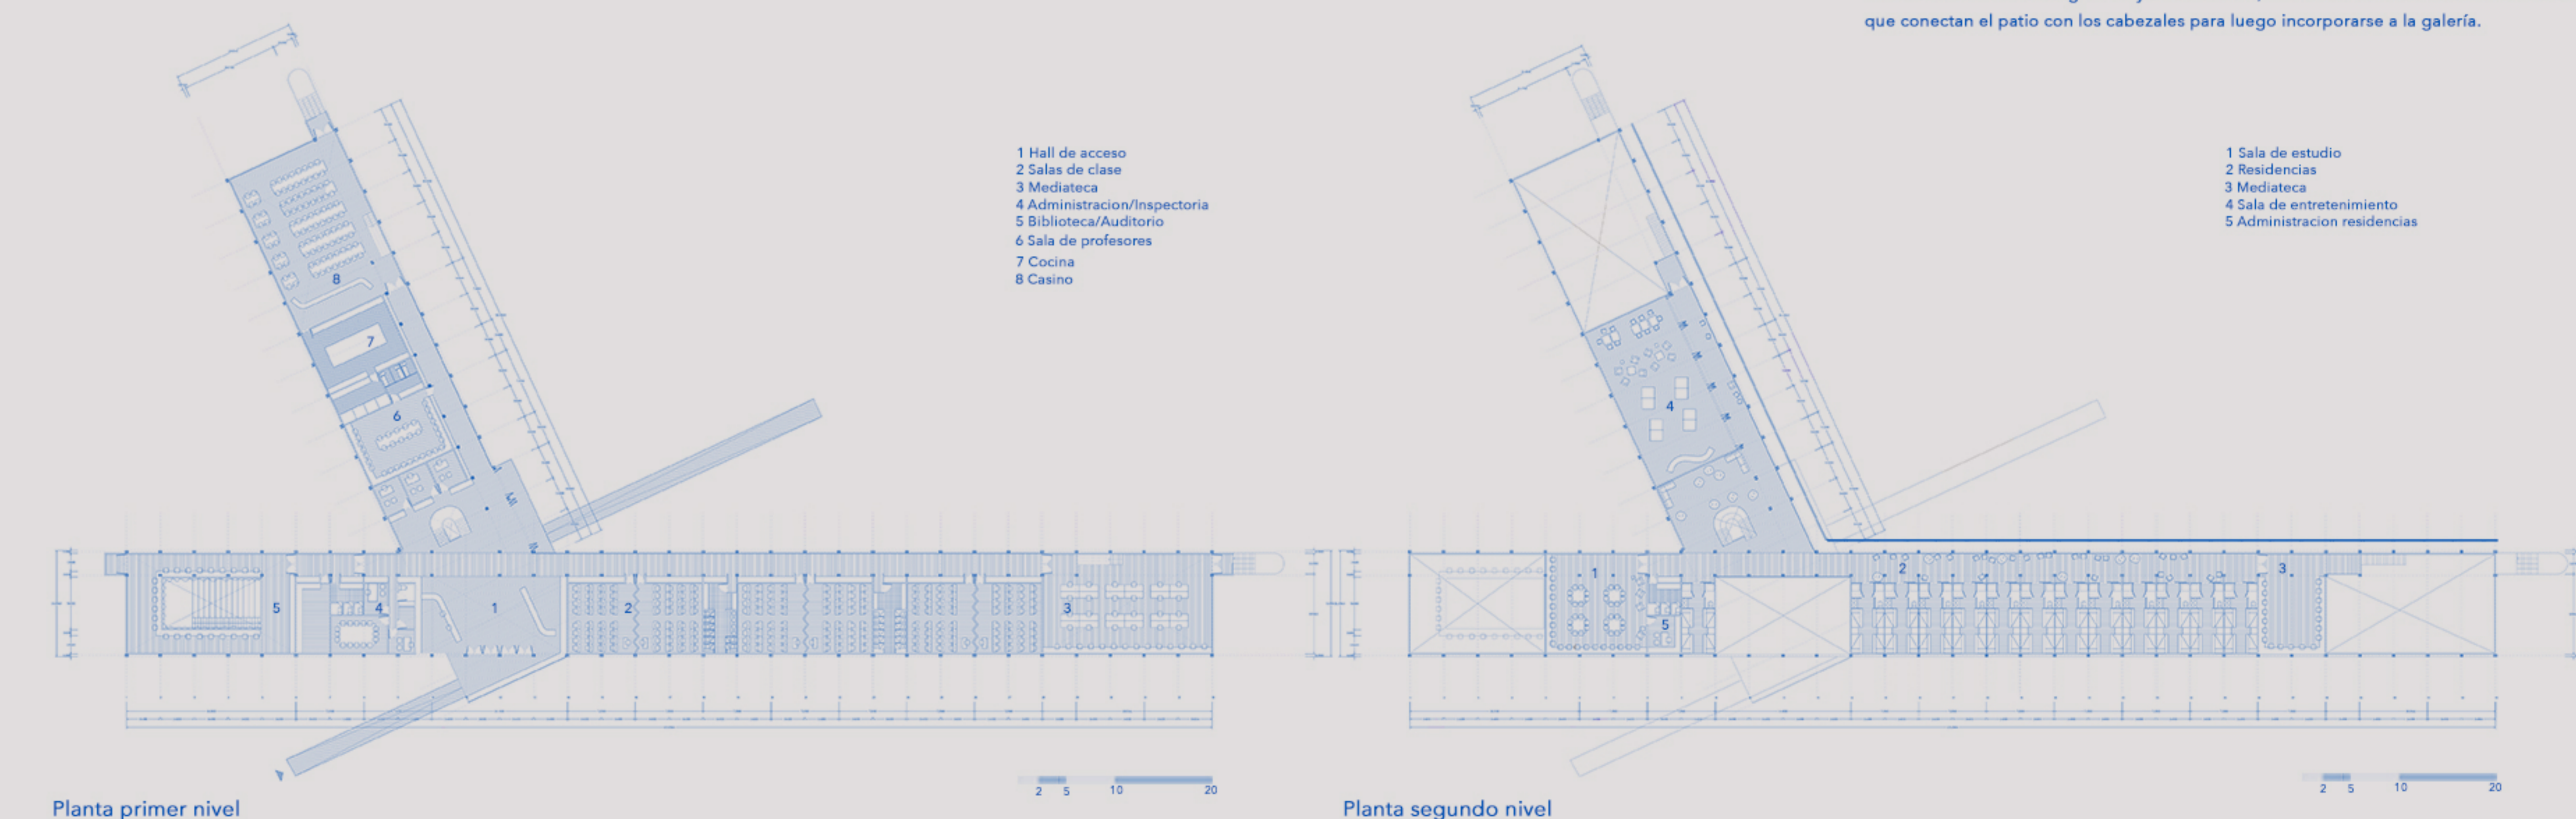 que conectan el patio con los cabezales para luego incorporarse a la galería.
1 Hall de acceso
2 Salas de clase
3 Mediateca
4 Administracion/Inspectoria
5 Biblioteca/Auditorio
6 Sala de profesores
7 Cocina
8 Casino
1 Sala de estudio
2 Residencias
3 Mediateca
4 Sala de entretenimiento
5 Administracion residencias
8
7
6
5
4
1
2
3
4
1
5
2
3
2 5 10 20
2 5 10 20
Planta primer nivel
Planta segundo nivel